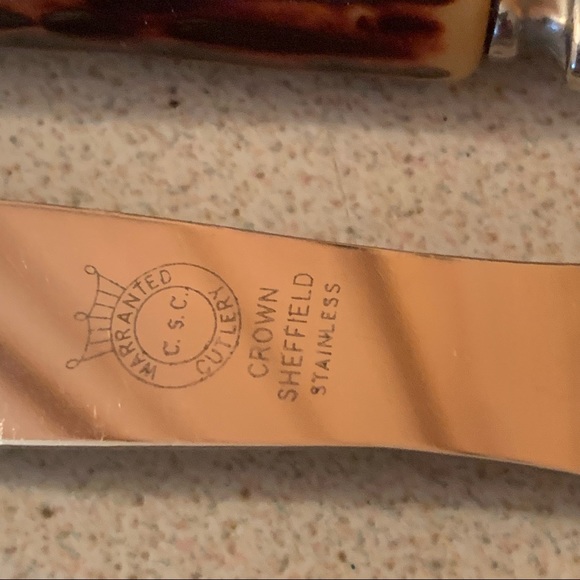 WARRANTED
C. S. C.
CUTLERY
CROWN
SHEFFIELD
STAINLESS